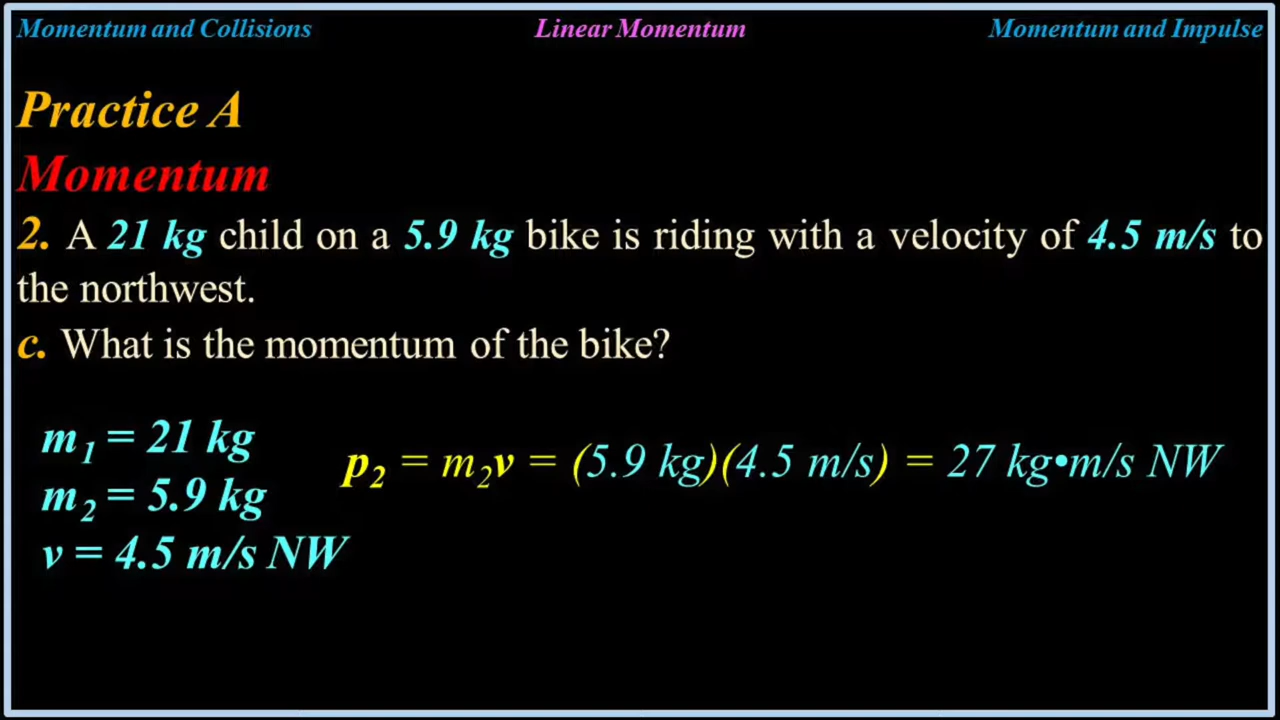 Momentum and Collisions Linear Momentum Momentum and Impulse
Practice A
Momentum
2. A 21 kg child on a 5.9 kg bike is riding with a velocity of 4.5 m/s to
the northwest.
c. What is the momentum of the bike?
m₁ = 21 kg
m₂ = 5.9 kg
v = 4.5 m/s NW
p₂ = m₂v = (5.9 kg)(4.5 m/s) = 27 kg•m/s NW